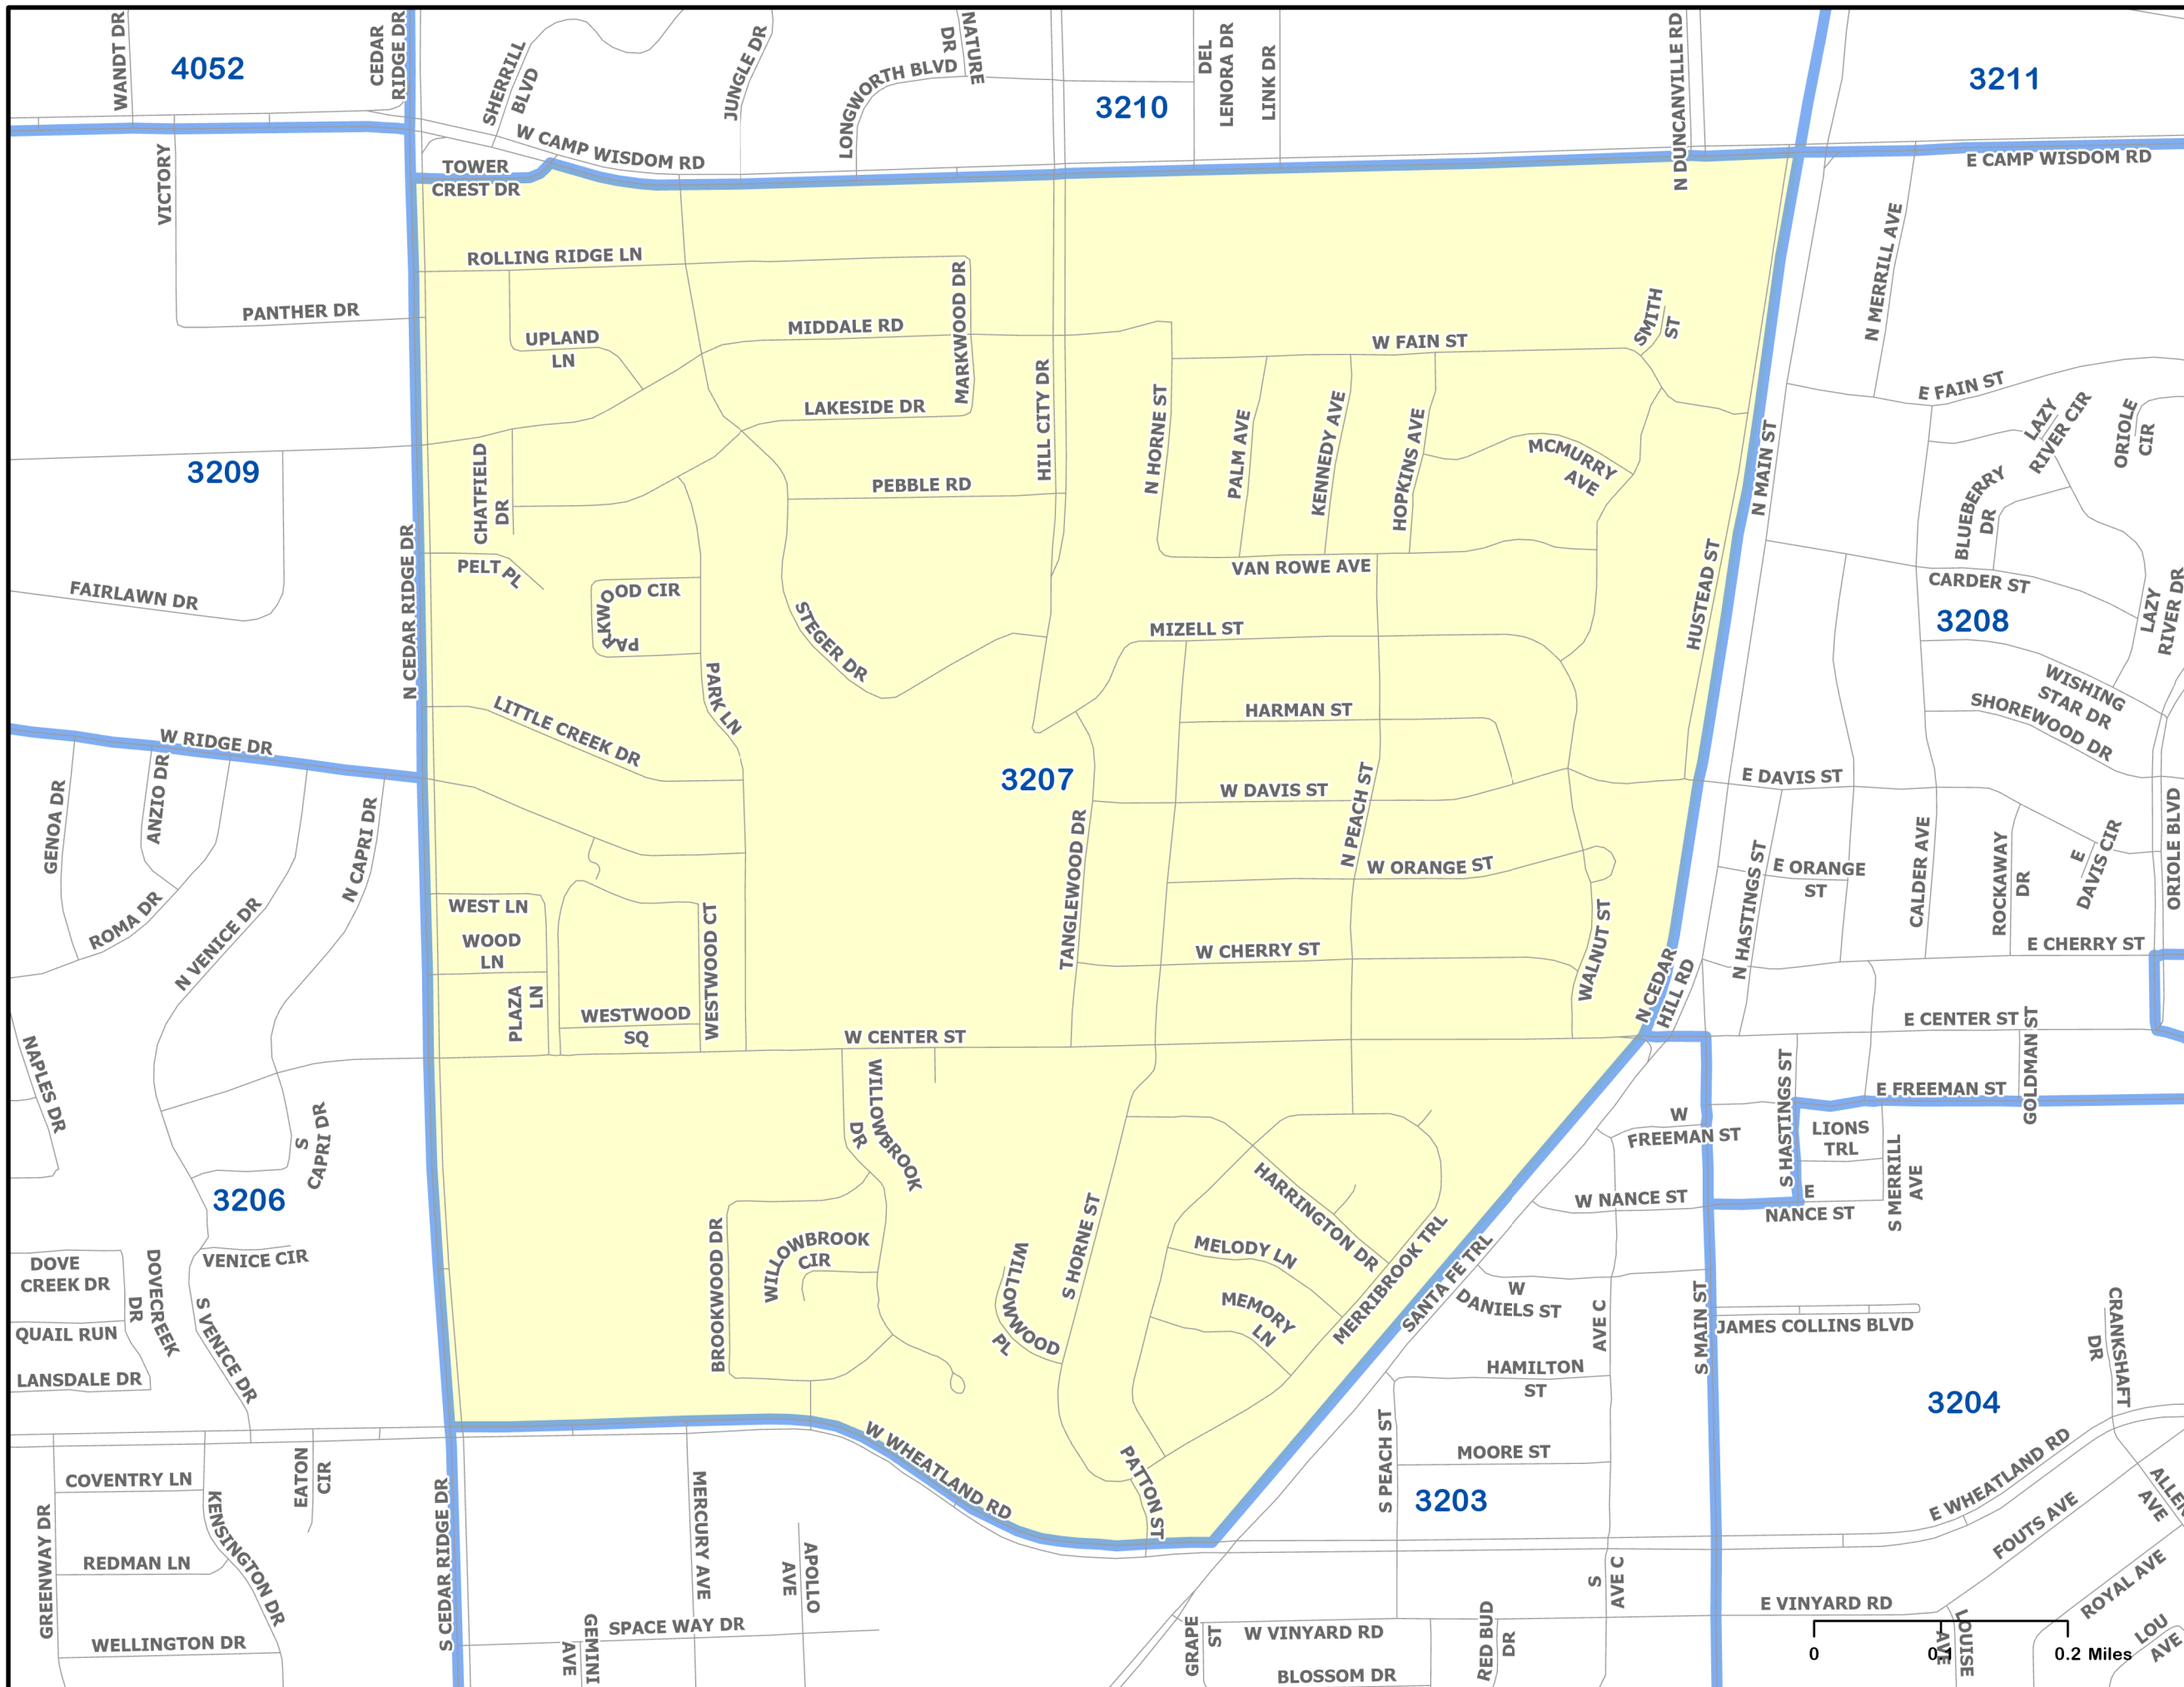 WANDT DR
4052
CEDAR
RIDGE DR
SHERRILL
BLVD
JUNGLE DR
LONGWORTH BLVD
NATURE
DR
3210
DEL
LENORA DR
LINK DR
N DUNCANVILLE RD
3211
VICTORY
W CAMP WISDOM RD
E CAMP WISDOM RD
TOWER
CREST DR
ROLLING RIDGE LN
PANTHER DR
UPLAND
LN
MIDDALE RD
MARKWOOD DR
W FAIN ST
SMITH
ST
N MERRILL AVE
LAKESIDE DR
HILL CITY DR
N HORNE ST
PALM AVE
KENNEDY AVE
HOPKINS AVE
MCMURRY
AVE
N MAIN ST
E FAIN ST
LAZY
RIVER CIR
ORIOLE
CIR
3209
CHATFIELD
DR
PEBBLE RD
BLUEBERRY
DR
N CEDAR RIDGE DR
PELT PL
VAN ROWE AVE
HUSTEAD ST
CARDER ST
3208
LAZY
RIVER DR
FAIRLAWN DR
PARKWOOD CIR
STEGER DR
MIZELL ST
PARK LN
WISHING
STAR DR
SHOREWOOD DR
LITTLE CREEK DR
HARMAN ST
W RIDGE DR
3207
W DAVIS ST
E DAVIS ST
GENOA DR
ANZIO DR
N CAPRI DR
TANGLEWOOD DR
N PEACH ST
W ORANGE ST
E ORANGE
ST
N HASTINGS ST
CALDER AVE
ROCKAWAY
DR
E
DAVIS CIR
ORIOLE BLVD
ROMA DR
N VENICE DR
WEST LN
WOOD
LN
PLAZA
LN
WESTWOOD
SQ
WESTWOOD CT
W CHERRY ST
WALNUT ST
E CHERRY ST
N CEDAR
HILL RD
W CENTER ST
E CENTER ST
NAPLES DR
S
CAPRI DR
WILLOWBROOK
DR
E FREEMAN ST
GOLDMAN ST
W
FREEMAN ST
S HASTINGS ST
LIONS
TRL
S MERRILL
AVE
3206
HARRINGTON DR
W NANCE ST
E
NANCE ST
DOVE
CREEK DR
DOVECREEK
DR
VENICE CIR
BROOKWOOD DR
WILLOWBROOK
CIR
WILLOWWOOD
PL
S HORNE ST
MELODY LN
MEMORY
LN
MERRIBROOK TRL
SANTA FE TRL
W
DANIELS ST
AVE C
S MAIN ST
JAMES COLLINS BLVD
CRANKSHAFT
DR
QUAIL RUN
S VENICE DR
LANSDALE DR
HAMILTON
ST
3204
W WHEATLAND RD
PATTON ST
S PEACH ST
MOORE ST
3203
E WHEATLAND RD
FOUTS AVE
ALLEN
AVE
COVENTRY LN
EATON
CIR
GREENWAY DR
KENSINGTON DR
REDMAN LN
S CEDAR RIDGE DR
MERCURY AVE
APOLLO
AVE
S
AVE C
ROYAL AVE
WELLINGTON DR
GEMINI
AVE
SPACE WAY DR
GRAPE
ST
W VINYARD RD
BLOSSOM DR
RED BUD
DR
E VINYARD RD
LOUISE
AVE
LOU
AVE
0
0.1
0.2 Miles